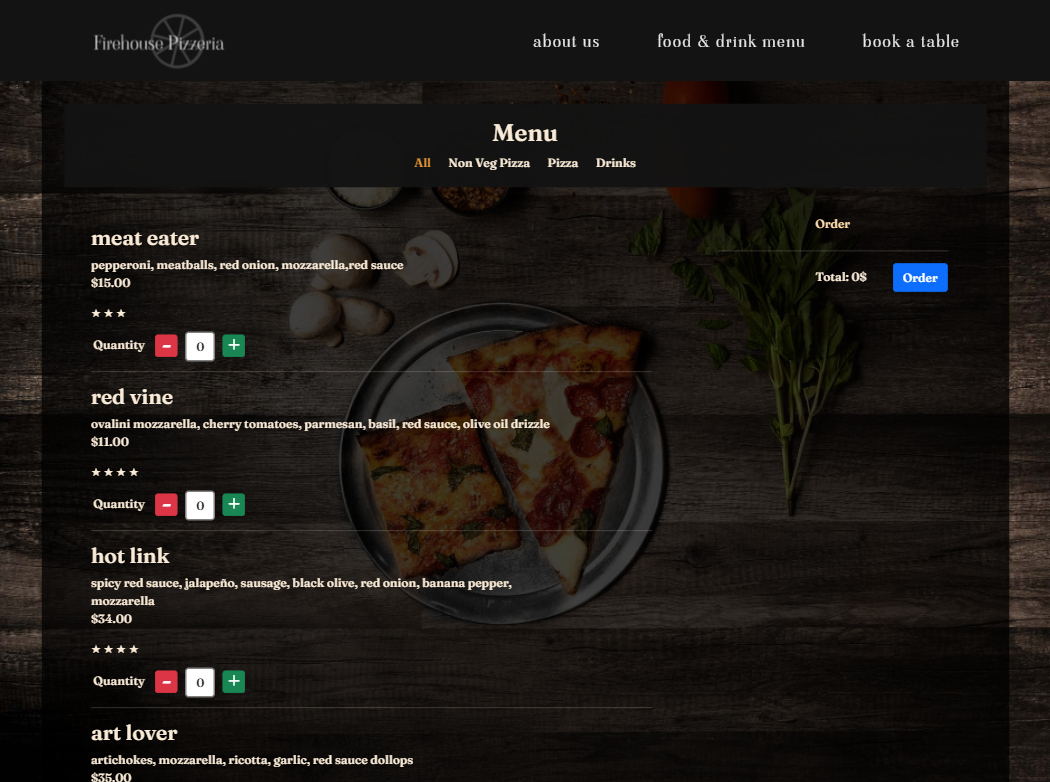 Firehouse Pizzeria
about us
food & drink menu
book a table
Menu
All Non Veg Pizza Pizza Drinks
meat eater
pepperoni, meatballs, red onion, mozzarella,red sauce
$15.00
★★★
Quantity - 0 +
red vine
ovalini mozzarella, cherry tomatoes, parmesan, basil, red sauce, olive oil drizzle
$11.00
★★★★
Quantity - 0 +
hot link
spicy red sauce, jalapeño, sausage, black olive, red onion, banana pepper,
mozzarella
$34.00
★★★★
Quantity - 0 +
art lover
artichokes, mozzarella, ricotta, garlic, red sauce dollops
$35.00
Order
Total: 0$
Order